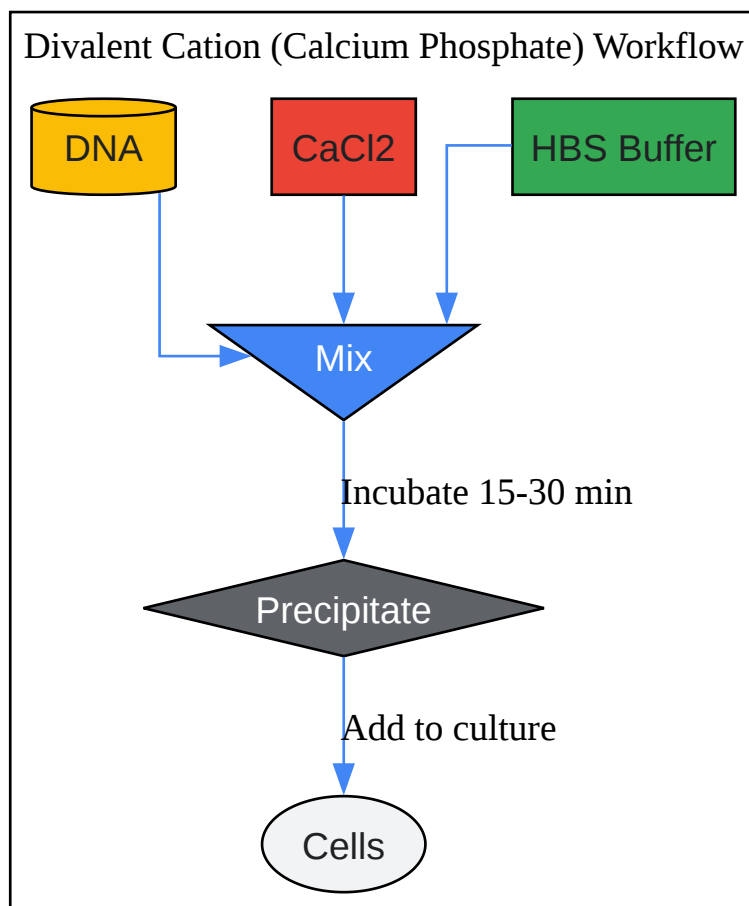 Divalent Cation (Calcium Phosphate) Workflow
DNA
CaCl2
HBS Buffer
Mix
Incubate 15-30 min
Precipitate
Add to culture
Cells